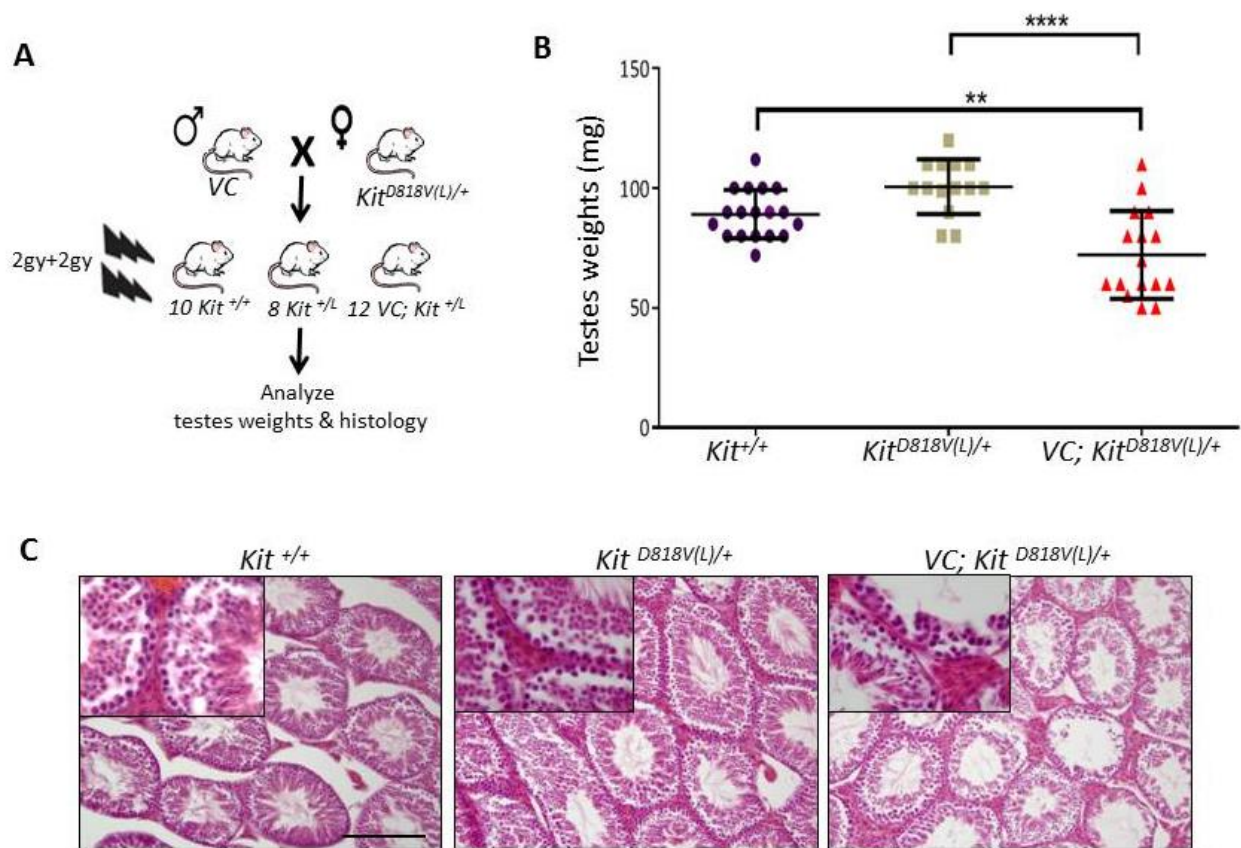 A
♂
VC
X
♀
Kit^D818V(L)/+
2gy+2gy
10 Kit +/+
8 Kit +/L
12 VC; Kit +/L
Analyze
testes weights & histology
B
****
**
Testes weights (mg)
150
100
50
0
Kit+/+
Kit^D818V(L)/+
VC; Kit^D818V(L)/+
C
Kit +/+
Kit D818V(L)/+
VC; Kit D818V(L)/+